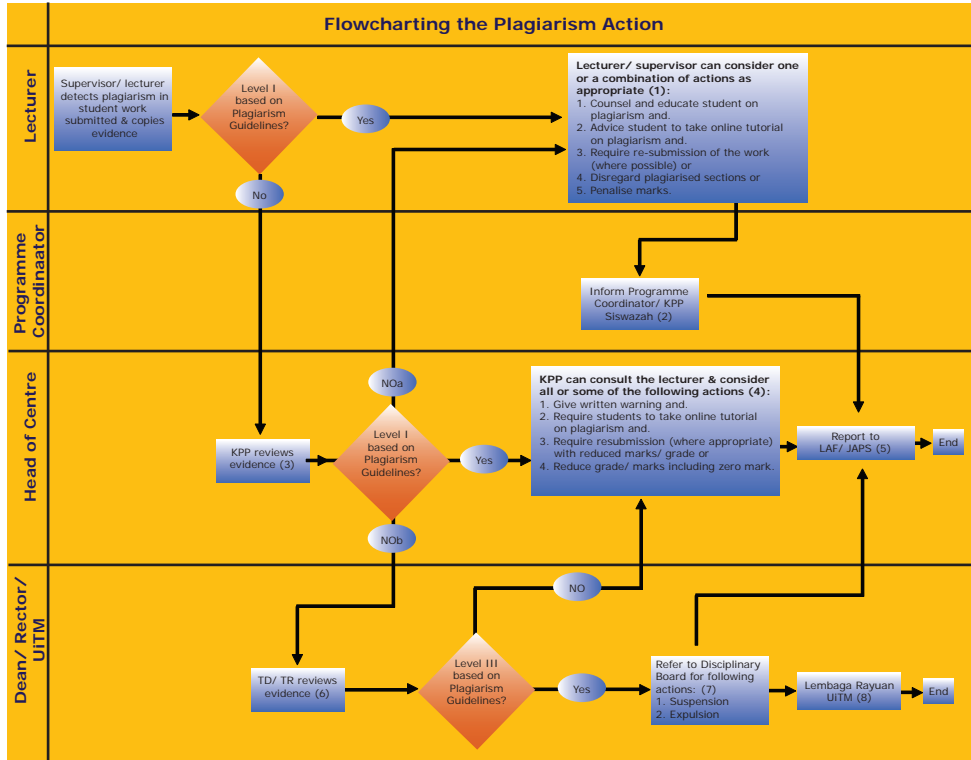 Flowcharting the Plagiarism Action
Lecturer
Supervisor/ lecturer
detects plagiarism in
student work
submitted & copies
evidence
Level I
based on
Plagiarism
Guidelines?
Yes
No
Lecturer/ supervisor can consider one
or a combination of actions as
appropriate (1):
1. Counsel and educate student on
plagiarism and.
2. Advice student to take online tutorial
on plagiarism and.
3. Require re-submission of the work
(where possible) or
4. Disregard plagiarised sections or
5. Penalise marks.
Programme
Coordinaator
Inform Programme
Coordinator/ KPP
Siswazah (2)
Head of Centre
KPP reviews
evidence (3)
NOa
Level I
based on
Plagiarism
Guidelines?
Yes
NOb
KPP can consult the lecturer & consider
all or some of the following actions (4):
1. Give written warning and.
2. Require students to take online tutorial
on plagiarism and.
3. Require resubmission (where appropriate)
with reduced marks/ grade or
4. Reduce grade/ marks including zero mark.
Report to
LAF/ JAPS (5)
End
Dean/ Rector/
UiTM
TD/ TR reviews
evidence (6)
NO
Level III
based on
Plagiarism
Guidelines?
Yes
Refer to Disciplinary
Board for following
actions: (7)
1. Suspension
2. Expulsion
Lembaga Rayuan
UiTM (8)
End